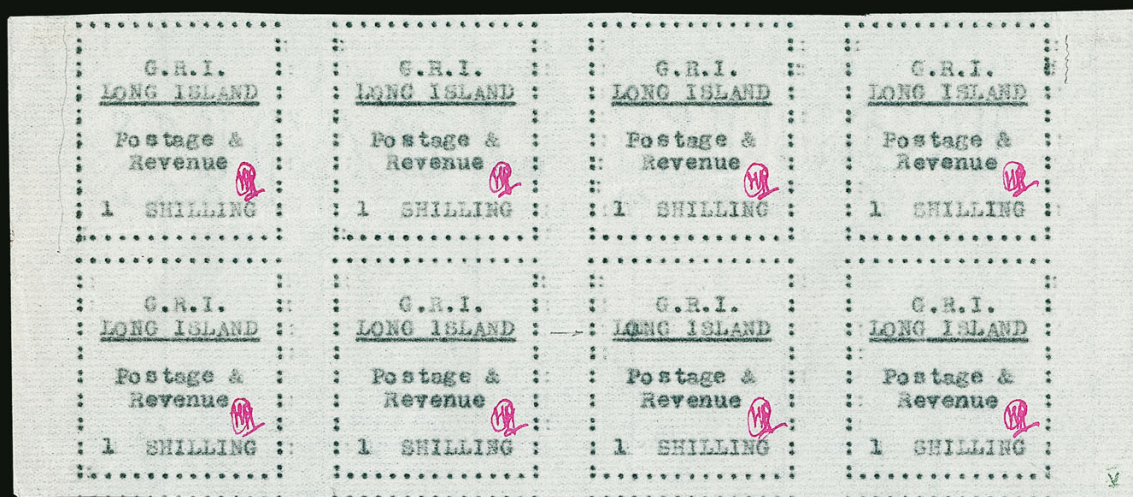 G.R.I. G.R.I. G.R.I. G.R.I.
LONG ISLAND LONG ISLAND LONG ISLAND LONG ISLAND
Postage & Postage & Postage & Postage &
Revenue Revenue Revenue Revenue
1 SHILLING 1 SHILLING 1 SHILLING 1 SHILLING
G.R.I. G.R.I. G.R.I. G.R.I.
LONG ISLAND LONG ISLAND LONG ISLAND LONG ISLAND
Postage & Postage & Postage & Postage &
Revenue Revenue Revenue Revenue
1 SHILLING 1 SHILLING 1 SHILLING 1 SHILLING